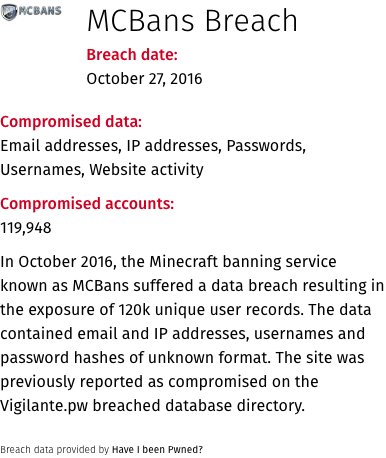 MCBANS
MCBans Breach
Breach date:
October 27, 2016
Compromised data:
Email addresses, IP addresses, Passwords,
Usernames, Website activity
Compromised accounts:
119,948
In October 2016, the Minecraft banning service
known as MCBans suffered a data breach resulting in
the exposure of 120k unique user records. The data
contained email and IP addresses, usernames and
password hashes of unknown format. The site was
previously reported as compromised on the
Vigilante.pw breached database directory.
Breach data provided by Have I been Pwned?